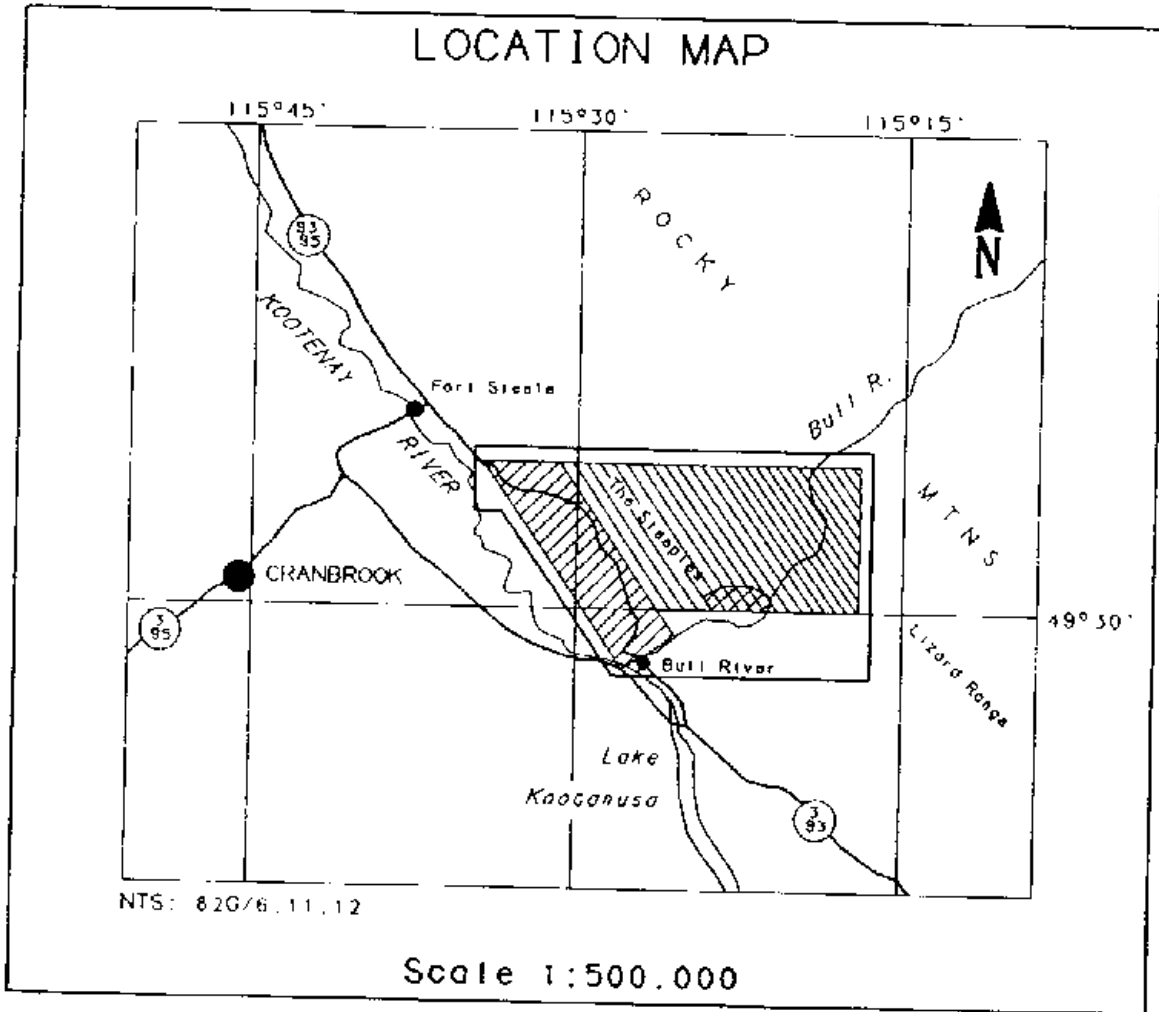 LOCATION MAP
115°45'
115°30'
115°15'
ROCKY
N
93
95
KOOTENAY
Fort Steele
Bull R.
RIVER
The Steeples
MTNS
CRANBROOK
49°30'
3
95
Bull River
Lizard Range
Lake
Koocanusa
3
93
NTS: 82G/6,11,12
Scale 1:500.000